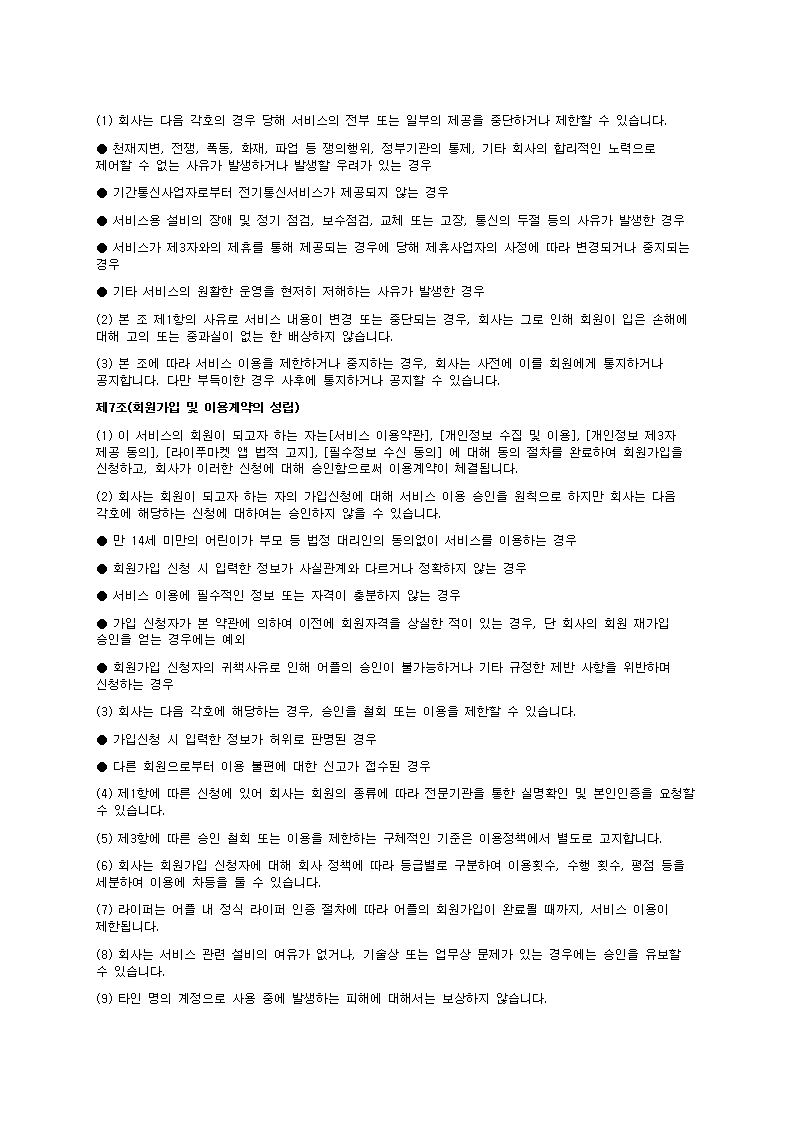 (1) 회사는 다음 각호의 경우 당해 서비스의 전부 또는 일부의 제공을 중단하거나 제한할 수 있습니다.
● 천재지변, 전쟁, 폭동, 화재, 파업 등 쟁의행위, 정부기관의 통제, 기타 회사의 합리적인 노력으로
제어할 수 없는 사유가 발생하거나 발생할 우려가 있는 경우
● 기간통신사업자로부터 전기통신서비스가 제공되지 않는 경우
● 서비스용 설비의 장애 및 정기 점검, 보수점검, 교체 또는 고장, 통신의 두절 등의 사유가 발생한 경우
● 서비스가 제3자와의 제휴를 통해 제공되는 경우에 당해 제휴사업자의 사정에 따라 변경되거나 중지되는
경우
● 기타 서비스의 원활한 운영을 현저히 저해하는 사유가 발생한 경우
(2) 본 조 제1항의 사유로 서비스 내용이 변경 또는 중단되는 경우, 회사는 그로 인해 회원이 입은 손해에
대해 고의 또는 중과실이 없는 한 배상하지 않습니다.
(3) 본 조에 따라 서비스 이용을 제한하거나 중지하는 경우, 회사는 사전에 이를 회원에게 통지하거나
공지합니다. 다만 부득이한 경우 사후에 통지하거나 공지할 수 있습니다.
제7조(회원가입 및 이용계약의 성립)
(1) 이 서비스의 회원이 되고자 하는 자는[서비스 이용약관], [개인정보 수집 및 이용], [개인정보 제3자
제공 동의], [라이푸마켓 앱 법적 고지], [필수정보 수신 동의] 에 대해 동의 절차를 완료하여 회원가입을
신청하고, 회사가 이러한 신청에 대해 승인함으로써 이용계약이 체결됩니다.
(2) 회사는 회원이 되고자 하는 자의 가입신청에 대해 서비스 이용 승인을 원칙으로 하지만 회사는 다음
각호에 해당하는 신청에 대하여는 승인하지 않을 수 있습니다.
● 만 14세 미만의 어린이가 부모 등 법정 대리인의 동의없이 서비스를 이용하는 경우
● 회원가입 신청 시 입력한 정보가 사실관계와 다르거나 정확하지 않는 경우
● 서비스 이용에 필수적인 정보 또는 자격이 충분하지 않는 경우
● 가입 신청자가 본 약관에 의하여 이전에 회원자격을 상실한 적이 있는 경우, 단 회사의 회원 재가입
승인을 얻는 경우에는 예외
● 회원가입 신청자의 귀책사유로 인해 어플의 승인이 불가능하거나 기타 규정한 제반 사항을 위반하며
신청하는 경우
(3) 회사는 다음 각호에 해당하는 경우, 승인을 철회 또는 이용을 제한할 수 있습니다.
● 가입신청 시 입력한 정보가 허위로 판명된 경우
● 다른 회원으로부터 이용 불편에 대한 신고가 접수된 경우
(4) 제1항에 따른 신청에 있어 회사는 회원의 종류에 따라 전문기관을 통한 실명확인 및 본인인증을 요청할
수 있습니다.
(5) 제3항에 따른 승인 철회 또는 이용을 제한하는 구체적인 기준은 이용정책에서 별도로 고지합니다.
(6) 회사는 회원가입 신청자에 대해 회사 정책에 따라 등급별로 구분하여 이용횟수, 수행 횟수, 평점 등을
세분하여 이용에 차등을 둘 수 있습니다.
(7) 라이퍼는 어플 내 정식 라이퍼 인증 절차에 따라 어플의 회원가입이 완료될 때까지, 서비스 이용이
제한됩니다.
(8) 회사는 서비스 관련 설비의 여유가 없거나, 기술상 또는 업무상 문제가 있는 경우에는 승인을 유보할
수 있습니다.
(9) 타인 명의 계정으로 사용 중에 발생하는 피해에 대해서는 보상하지 않습니다.